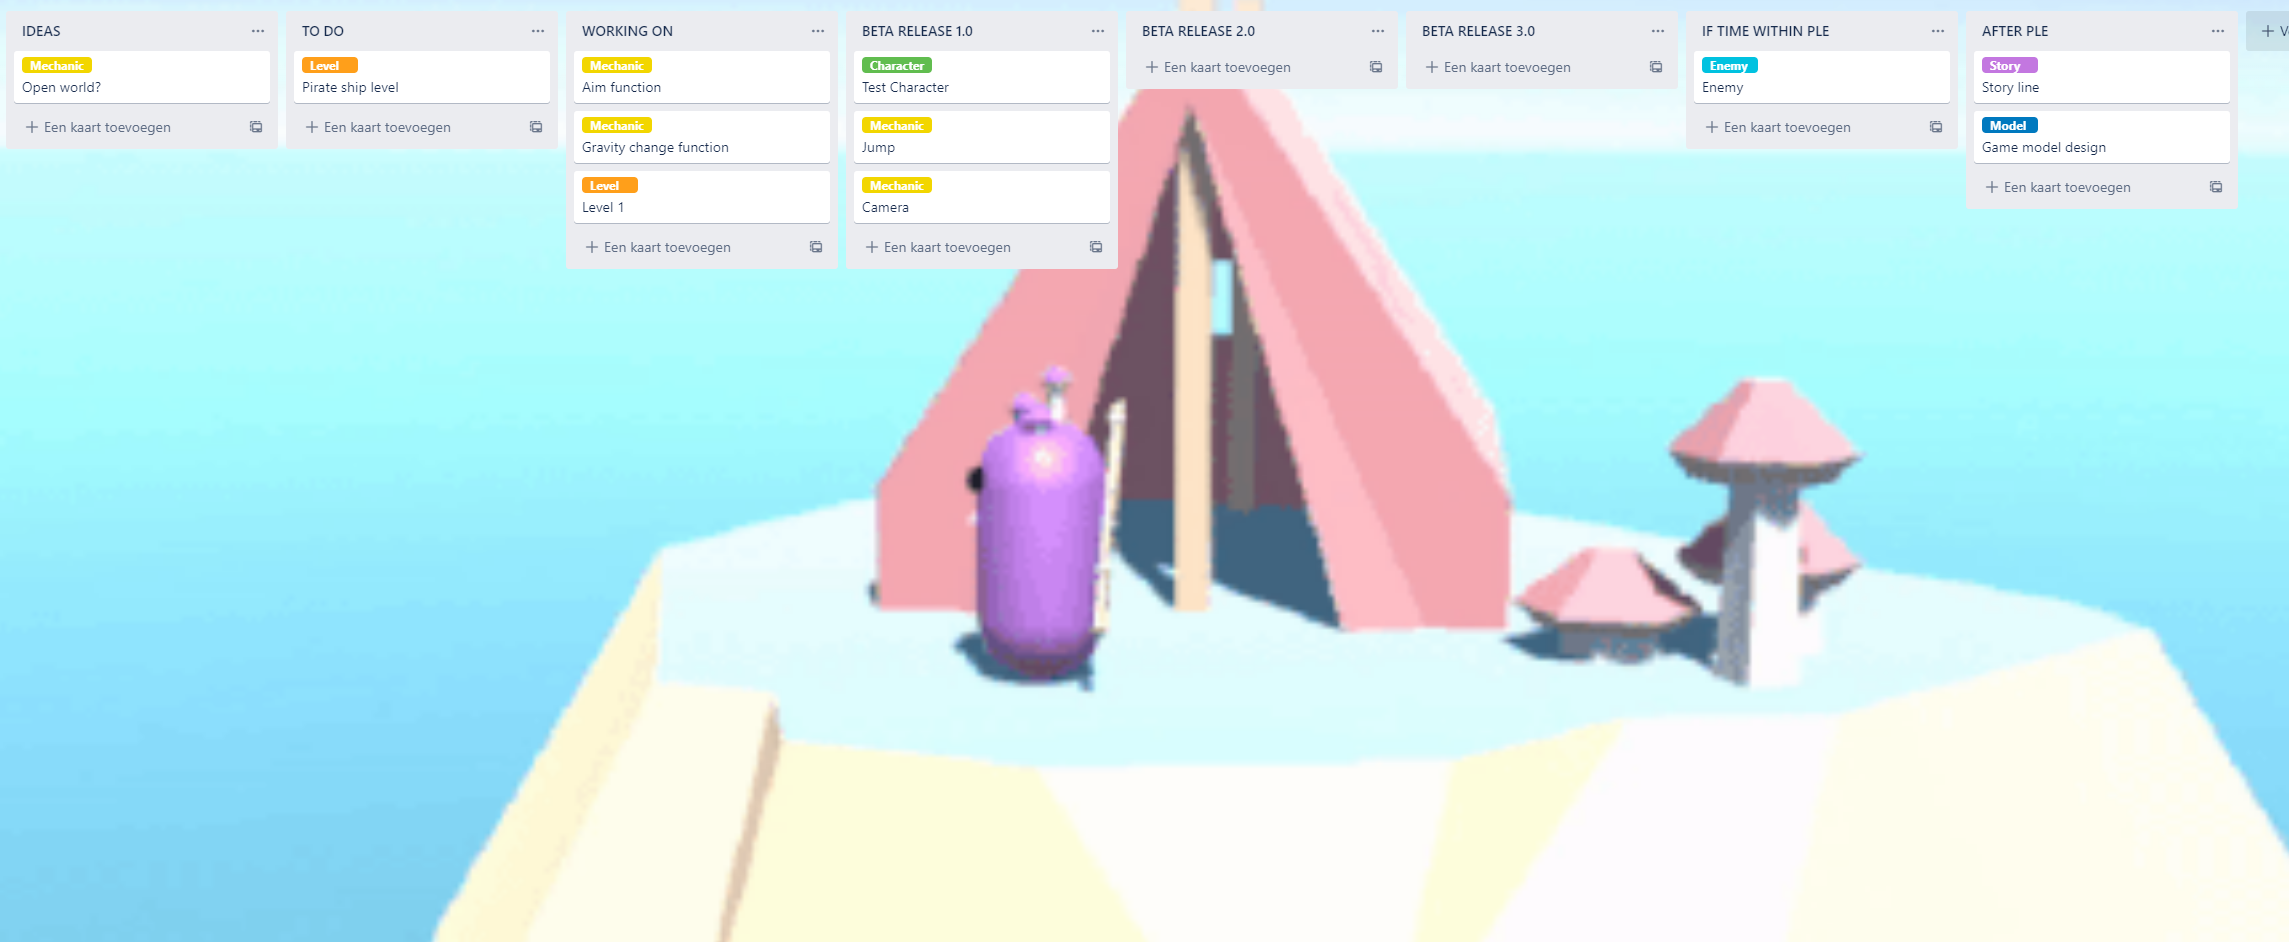 IDEAS
Mechanic
Open world?
Een kaart toevoegen
TO DO
Level
Pirate ship level
Een kaart toevoegen
WORKING ON
Mechanic
Aim function
Mechanic
Gravity change function
Level
Level 1
Een kaart toevoegen
BETA RELEASE 1.0
Character
Test Character
Mechanic
Jump
Mechanic
Camera
Een kaart toevoegen
BETA RELEASE 2.0
Een kaart toevoegen
BETA RELEASE 3.0
Een kaart toevoegen
IF TIME WITHIN PLE
Enemy
Enemy
Een kaart toevoegen
AFTER PLE
Story
Story line
Model
Game model design
Een kaart toevoegen